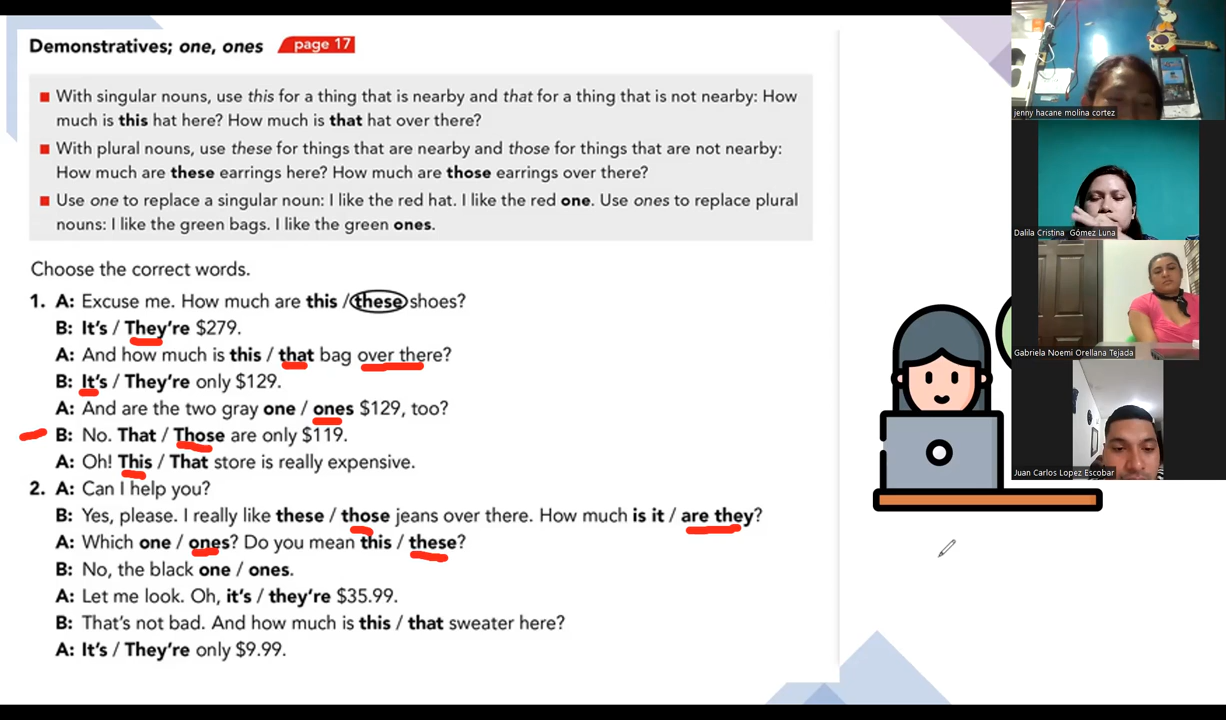 Demonstratives; one, ones page 17
With singular nouns, use this for a thing that is nearby and that for a thing that is not nearby: How
much is this hat here? How much is that hat over there?
With plural nouns, use these for things that are nearby and those for things that are not nearby:
How much are these earrings here? How much are those earrings over there?
Use one to replace a singular noun: I like the red hat. I like the red one. Use ones to replace plural
nouns: I like the green bags. I like the green ones.
Choose the correct words.
1. A: Excuse me. How much are this / these shoes?
B: It's / They're $279.
A: And how much is this / that bag over there?
B: It's / They're only $129.
A: And are the two gray one / ones $129, too?
B: No. That / Those are only $119.
A: Oh! This / That store is really expensive.
2. A: Can I help you?
B: Yes, please. I really like these / those jeans over there. How much is it / are they?
A: Which one / ones? Do you mean this / these?
B: No, the black one / ones.
A: Let me look. Oh, it's / they're $35.99.
B: That's not bad. And how much is this / that sweater here?
A: It's / They're only $9.99.
jenny hacane molina cortez
Dalila Cristina Gómez Luna
Gabriela Noemi Orellana Tejada
Juan Carlos Lopez Escobar